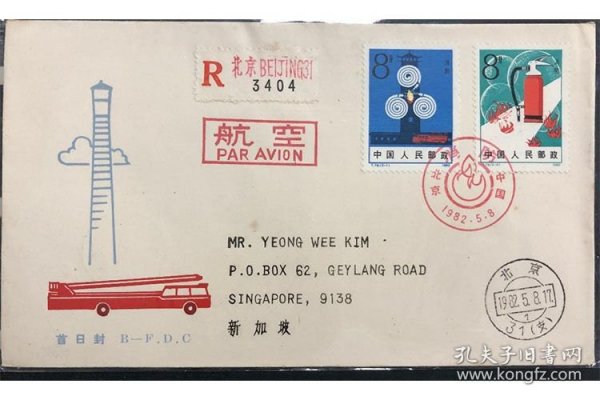 R 北京 BEIJING31
3404
航空
PAR AVION
8分
中国人民邮政
8分
中国人民邮政
北京
中国
1982-5.8
MR. YEONG WEE KIM
P.O.BOX 62, GEYLANG ROAD
SINGAPORE, 9138
新加坡
北京
1982.5.8.17
1
31(支)
首日封 B—F.D.C
孔夫子旧书网
www.kongfz.com